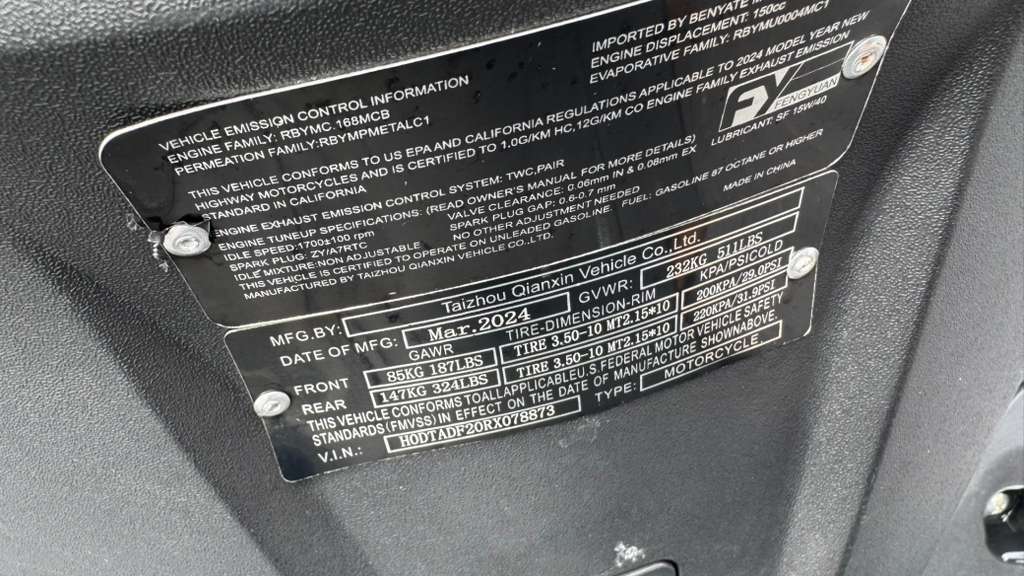 VEHICLE EMISSION CONTROL INFORMATION
ENGINE FAMILY: RBYMC.168MCB
PERMEATION FAMILY:RBYMPMETALC1
IMPORTED BY BENYATE
ENGINE DISPLACEMENT: 150cc
EVAPORATIVE FAMILY: RBYMU0004MC1
THIS VEHICLE CONFORMS TO US EPA AND CALIFORNIA REGULATIONS APPLICABLE TO 2024 MODEL YEAR NEW
HIGHWAY MOTORCYCLES AND IS CERTIFIED TO 1.0G/KM HC,12G/KM CO ENGINE FAMILY EXHAUST EMISSION
STANDARD IN CALIFORNIA
ENGINE EXHAUST EMISSION CONTROL SYSTEM: TWC,PAIR
ENGINE TUNEUP SPECIFICATIONS: (READ OWNER'S MANUAL FOR MORE DETAILS)
IDLE SPEED:1700±100 rpm VALVE CLEARANCE: 0.06mm IN & 0.08mm EX
SPARK PLUG: ZY/A7RTC SPARK PLUG GAP: 0.6-0.7 mm
IDLE MIXTURE: NON ADJUSTABLE NO OTHER ADJUSTMENT NEEDED
THIS VEHICLE IS CERTIFIED TO OPERATE ON UNLEADED GASOLINE FUEL: GASOLINE 87 OCTANE OR HIGHER
MANUFACTURED BY TAIZHOU QIANXIN VEHICLE CO.,LTD. MADE IN CHINA
FY
FENGYUAN
LUBRICANT: SF 15W/40
MFG.BY: Taizhou Qianxin Vehicle Co.,Ltd.
DATE OF MFG: Mar.2024 GVWR: 232KG 511LBS
GAWR TIRE-DIMENSION-RIM KPA/PSICOLD
FRONT 85KG 187LBS TIRE 3.50-10 MT2.15*10 200KPA/29.0PSI
REAR 147KG 324LBS TIRE 3.50-10 MT2.15*10 220KPA/31.9PSI
THIS VEHICLE CONFORMS TOALLAPPLICABLEU.S FEDERAL MOTOR VEHICLE SAFETY
STANDARDS(FMVSS) IN EFFECT ON THE DATE OF MANUFACTURE SHOWNABOVE.
V.I.N.: H0DTADF20RX078873 TYPE: MOTORCYCLE.